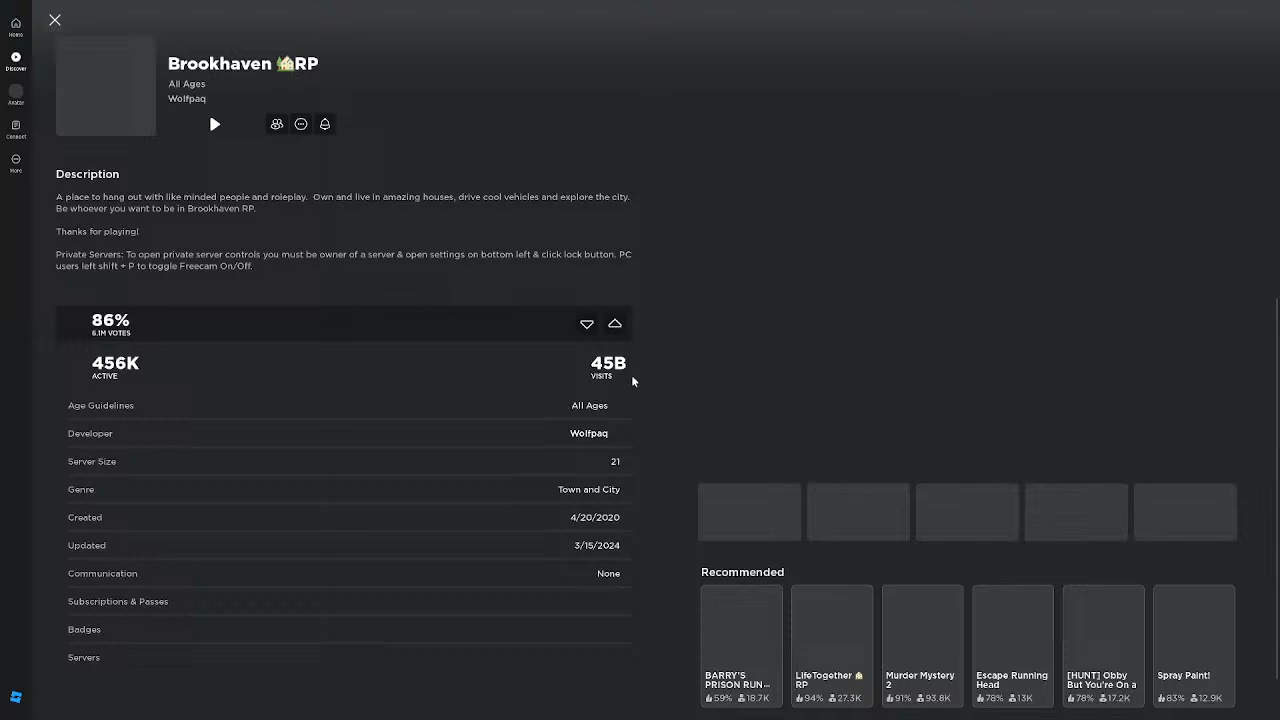 Home
Discover
Avatar
Connect
More
Brookhaven 🏡RP
All Ages
Wolfpaq
Description
A place to hang out with like minded people and roleplay.  Own and live in amazing houses, drive cool vehicles and explore the city.
Be whoever you want to be in Brookhaven RP.
Thanks for playing!
Private Servers: To open private server controls you must be owner of a server & open settings on bottom left & click lock button. PC
users left shift + P to toggle Freecam On/Off.
86%
6.1M VOTES
456K
ACTIVE
45B
VISITS
Age Guidelines All Ages
Developer Wolfpaq
Server Size 21
Genre Town and City
Created 4/20/2020
Updated 3/15/2024
Communication None
Subscriptions & Passes
Badges
Servers
Recommended
BARRY'S
PRISON RUN...
59% 18.7K
LifeTogether 🏠
RP
94% 27.3K
Murder Mystery
2
91% 93.8K
Escape Running
Head
78% 13K
[HUNT] Obby
But You're On a
78% 17.2K
Spray Paint!
83% 12.9K